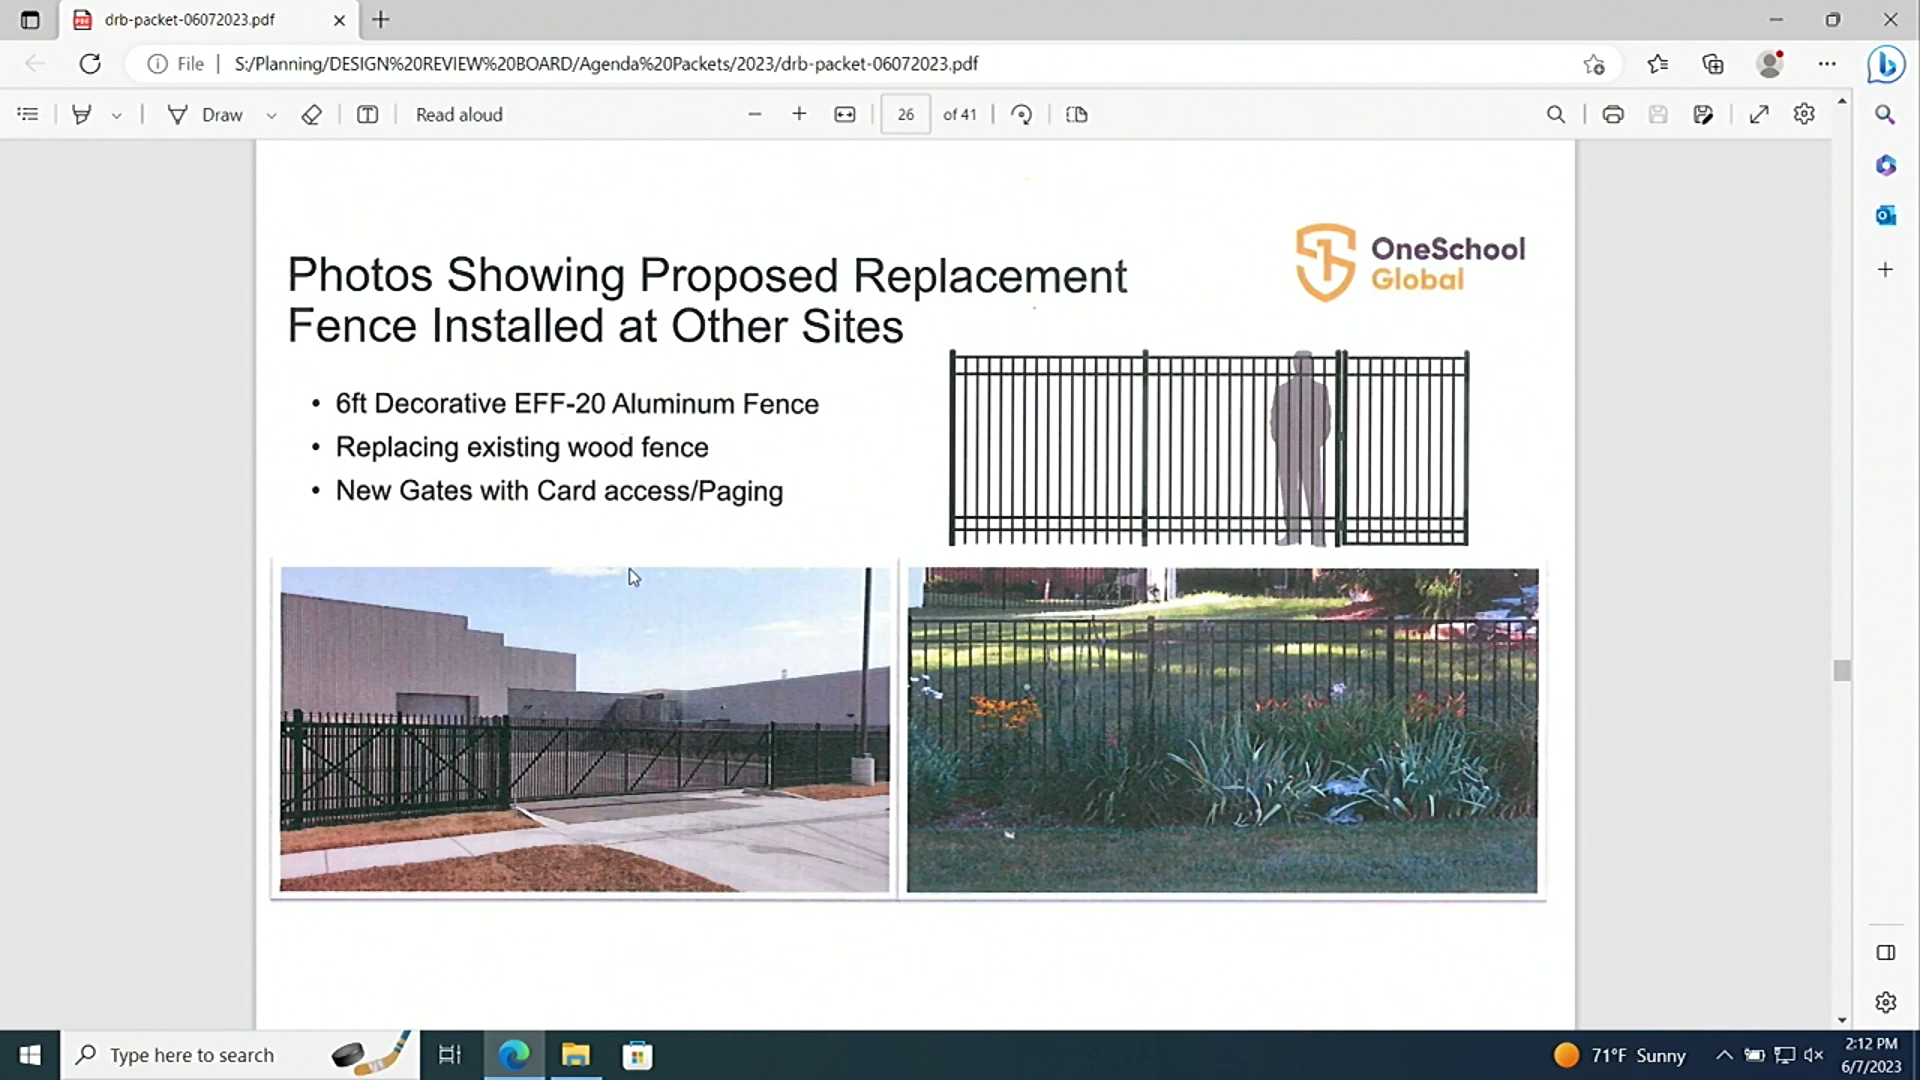 drb-packet-06072023.pdf
File
S:/Planning/DESIGN%20REVIEW%20BOARD/Agenda%20Packets/2023/drb-packet-06072023.pdf
Draw
Read aloud
26 of 41
OneSchool
Global
Photos Showing Proposed Replacement
Fence Installed at Other Sites
• 6ft Decorative EFF-20 Aluminum Fence
• Replacing existing wood fence
• New Gates with Card access/Paging
Type here to search
71°F Sunny
2:12 PM
6/7/2023